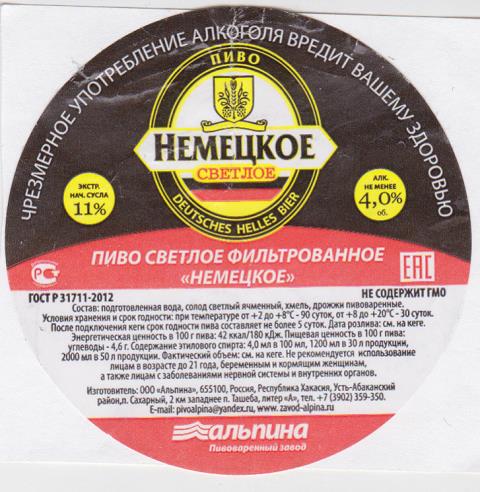 ЧРЕЗМЕРНОЕ УПОТРЕБЛЕНИЕ АЛКОГОЛЯ ВРЕДИТ ВАШЕМУ ЗДОРОВЬЮ
ПИВО
НЕМЕЦКОЕ
СВЕТЛОЕ
DEUTSCHES HELLES BIER
ЭКСТР.
НАЧ. СУСЛА
11%
АЛК.
НЕ МЕНЕЕ
4,0%
об.
ПИВО СВЕТЛОЕ ФИЛЬТРОВАННОЕ
«НЕМЕЦКОЕ»
РС
ЕАС
ГОСТ Р 31711-2012
НЕ СОДЕРЖИТ ГМО
Состав: подготовленная вода, солод светлый ячменный, хмель, дрожжи пивоваренные.
Условия хранения и срок годности: при температуре от +2 до +8°С - 90 суток, от +8 до +20°С - 30 суток.
После подключения кеги срок годности пива составляет не более 5 суток. Дата розлива: см. на кеге.
Энергетическая ценность в 100 г пива: 42 ккал/180 кДж. Пищевая ценность в 100 г пива:
углеводы - 4,6 г. Содержание этилового спирта: 4,0 мл в 100 мл, 1200 мл в 30 л продукции,
2000 мл в 50 л продукции. Фактический объем: см. на кеге. Не рекомендуется использование
лицам в возрасте до 21 года, беременным и кормящим женщинам,
а также лицам с заболеваниями нервной системы и внутренних органов.
Изготовитель: ООО «Альпина», 655100, Россия, Республика Хакасия, Усть-Абаканский
район,п. Сахарный, 2 км западнее п. Ташеба, литер «А», тел. +7 (3902) 359-350.
E-mail: pivoalpina@yandex.ru, www. zavod-alpina.ru
альпина
Пивоваренный завод